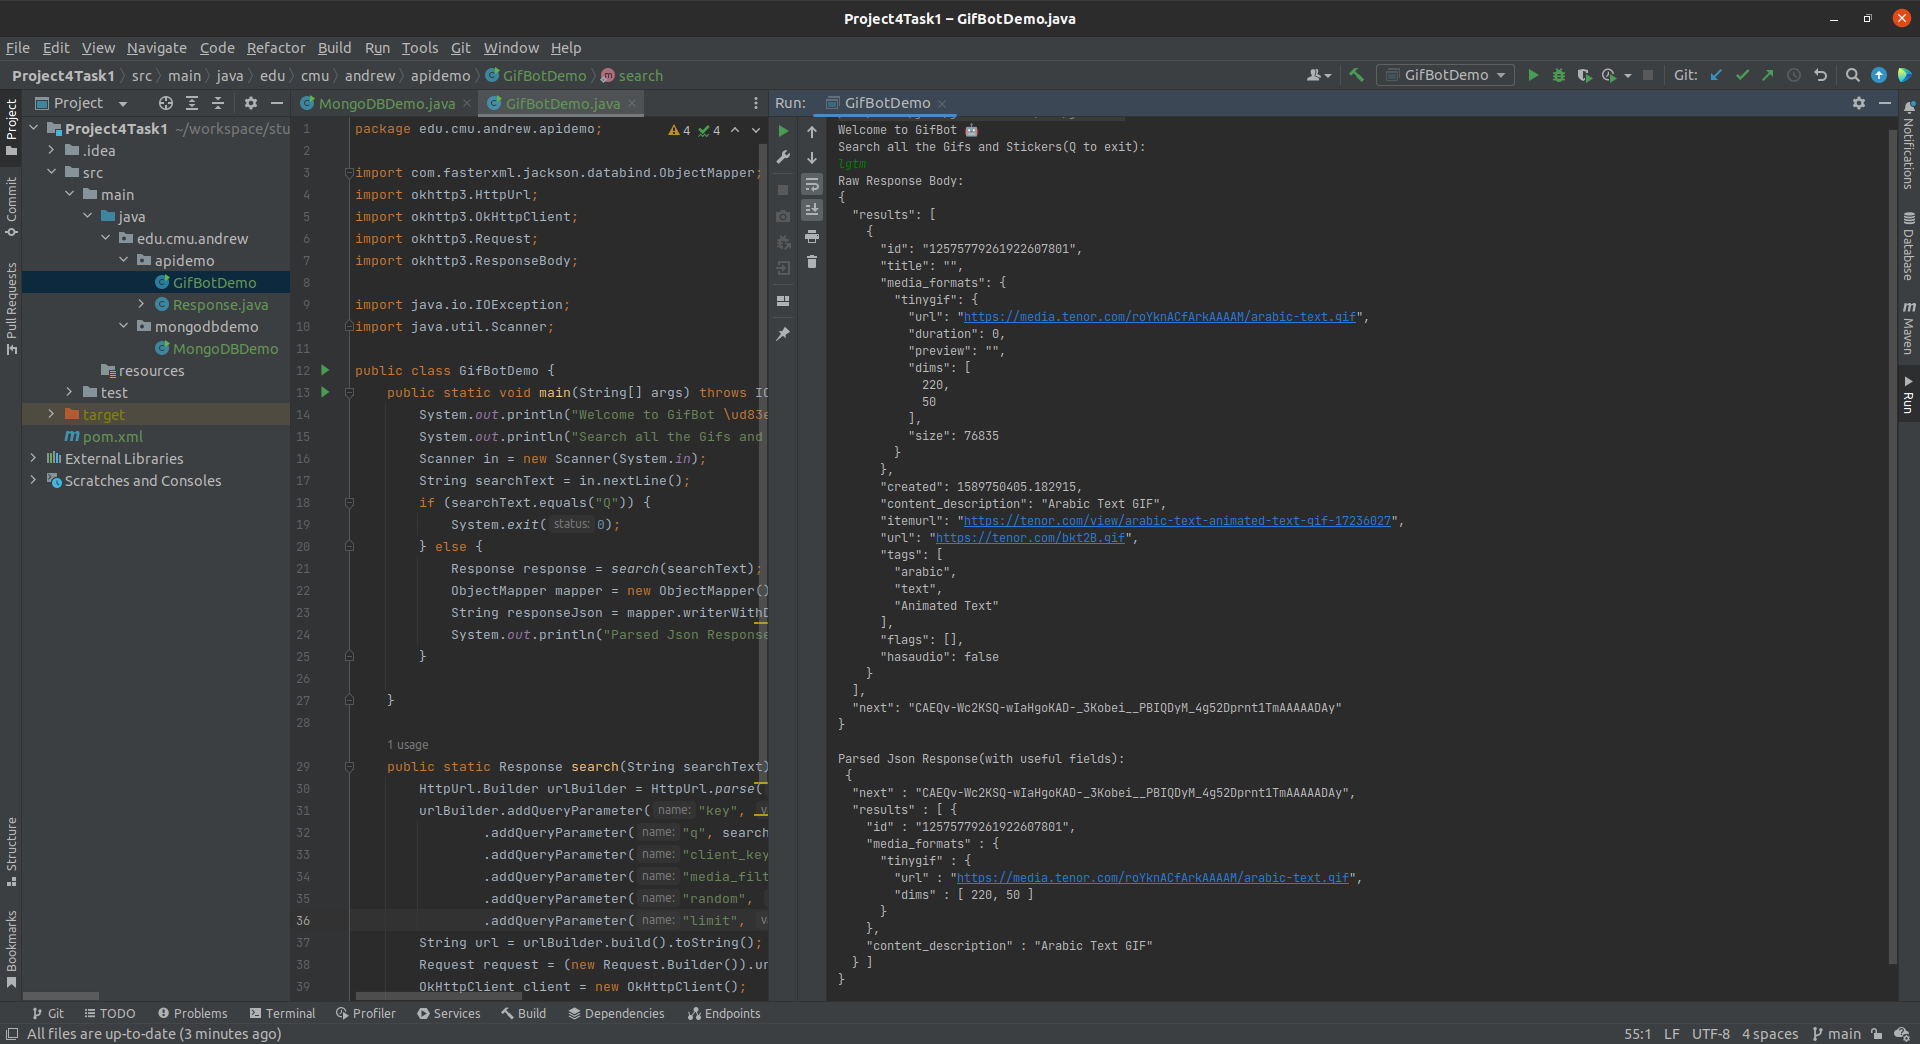 Project4Task1 – GifBotDemo.java
File Edit View Navigate Code Refactor Build Run Tools Git Window Help
Project4Task1 src main java edu cmu andrew apidemo GifBotDemo search
GifBotDemo
Git:
Project
MongoDBDemo.java
GifBotDemo.java
Run: GifBotDemo
Project
Commit
Pull Requests
Structure
Bookmarks
Project4Task1 ~/workspace/stu
.idea
src
main
java
edu.cmu.andrew
apidemo
GifBotDemo
Response.java
mongodbdemo
MongoDBDemo
resources
test
target
pom.xml
External Libraries
Scratches and Consoles
4 4
1 package edu.cmu.andrew.apidemo;
2
3 import com.fasterxml.jackson.databind.ObjectMapper;
4 import okhttp3.HttpUrl;
5 import okhttp3.OkHttpClient;
6 import okhttp3.Request;
7 import okhttp3.ResponseBody;
8
9 import java.io.IOException;
10 import java.util.Scanner;
11
12 public class GifBotDemo {
13 public static void main(String[] args) throws IO
14 System.out.println("Welcome to GifBot \ud83e
15 System.out.println("Search all the Gifs and
16 Scanner in = new Scanner(System.in);
17 String searchText = in.nextLine();
18 if (searchText.equals("Q")) {
19 System.exit( status: 0);
20 } else {
21 Response response = search(searchText);
22 ObjectMapper mapper = new ObjectMapper()
23 String responseJson = mapper.writerWithD
24 System.out.println("Parsed Json Response
25 }
26
27 }
28
1 usage
29 public static Response search(String searchText)
30 HttpUrl.Builder urlBuilder = HttpUrl.parse(
31 urlBuilder.addQueryParameter( name: "key", v
32 .addQueryParameter( name: "q", search
33 .addQueryParameter( name: "client_key
34 .addQueryParameter( name: "media_filt
35 .addQueryParameter( name: "random",
36 .addQueryParameter( name: "limit", v
37 String url = urlBuilder.build().toString();
38 Request request = (new Request.Builder()).ur
39 OkHttpClient client = new OkHttpClient();
Welcome to GifBot 🤖
Search all the Gifs and Stickers(Q to exit):
lgtm
Raw Response Body:
{
"results": [
{
"id": "12575779261922607801",
"title": "",
"media_formats": {
"tinygif": {
"url": "https://media.tenor.com/roYknACfArkAAAAM/arabic-text.gif",
"duration": 0,
"preview": "",
"dims": [
220,
50
],
"size": 76835
}
},
"created": 1589750405.182915,
"content_description": "Arabic Text GIF",
"itemurl": "https://tenor.com/view/arabic-text-animated-text-gif-17236027",
"url": "https://tenor.com/bkt2B.gif",
"tags": [
"arabic",
"text",
"Animated Text"
],
"flags": [],
"hasaudio": false
}
],
"next": "CAEQv-Wc2KSQ-wIaHgoKAD-_3Kobei__PBIQDyM_4g52Dprnt1TmAAAAADAy"
}
Parsed Json Response(with useful fields):
{
"next" : "CAEQv-Wc2KSQ-wIaHgoKAD-_3Kobei__PBIQDyM_4g52Dprnt1TmAAAAADAy",
"results" : [ {
"id" : "12575779261922607801",
"media_formats" : {
"tinygif" : {
"url" : "https://media.tenor.com/roYknACfArkAAAAM/arabic-text.gif",
"dims" : [ 220, 50 ]
}
},
"content_description" : "Arabic Text GIF"
} ]
}
Notifications
Database
Maven
Run
Git TODO Problems Terminal Profiler Services Build Dependencies Endpoints
All files are up-to-date (3 minutes ago)
55:1 LF UTF-8 4 spaces main